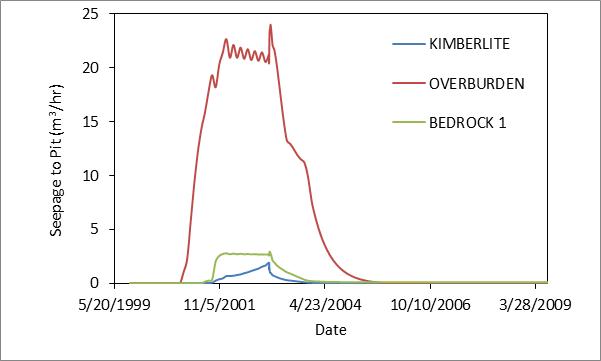 25
20
15
10
5
0
Seepage to Pit (m³/hr)
KIMBERLITE
OVERBURDEN
BEDROCK 1
5/20/1999 11/5/2001 4/23/2004 10/10/2006 3/28/2009
Date